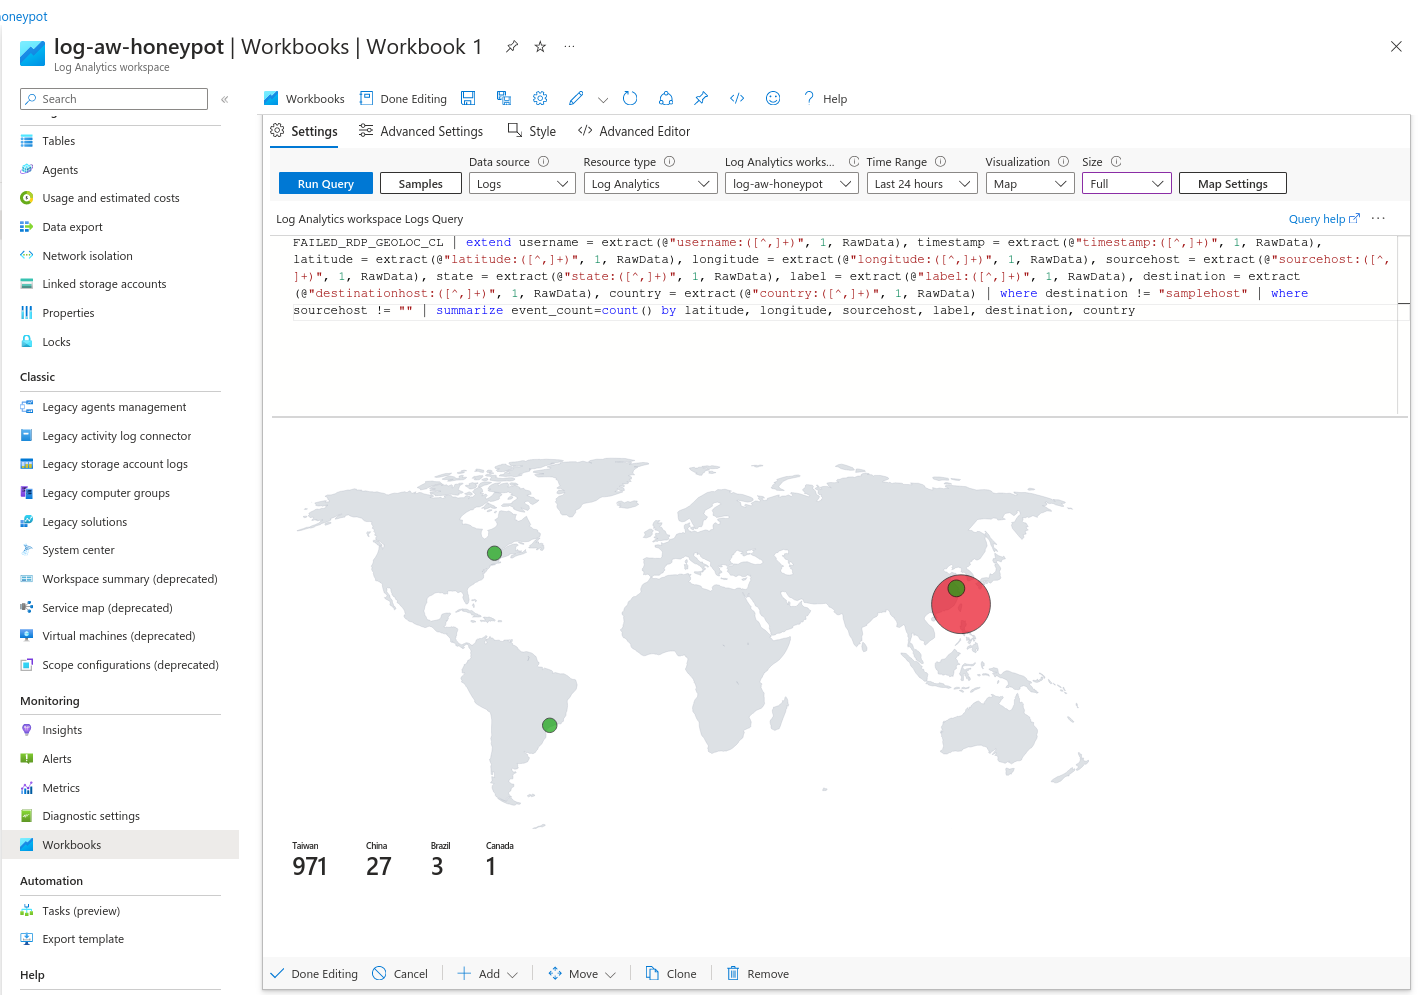 oneypot
log-aw-honeypot | Workbooks | Workbook 1
Log Analytics workspace
Search
Tables
Agents
Usage and estimated costs
Data export
Network isolation
Linked storage accounts
Properties
Locks
Classic
Legacy agents management
Legacy activity log connector
Legacy storage account logs
Legacy computer groups
Legacy solutions
System center
Workspace summary (deprecated)
Service map (deprecated)
Virtual machines (deprecated)
Scope configurations (deprecated)
Monitoring
Insights
Alerts
Metrics
Diagnostic settings
Workbooks
Automation
Tasks (preview)
Export template
Help
Workbooks Done Editing Help
Settings Advanced Settings Style Advanced Editor
Data source Resource type Log Analytics works... Time Range Visualization Size
Run Query Samples Logs Log Analytics log-aw-honeypot Last 24 hours Map Full Map Settings
Log Analytics workspace Logs Query Query help
FAILED_RDP_GEOLOC_CL | extend username = extract(@"username:([^,]+)", 1, RawData), timestamp = extract(@"timestamp:([^,]+)", 1, RawData),
latitude = extract(@"latitude:([^,]+)", 1, RawData), longitude = extract(@"longitude:([^,]+)", 1, RawData), sourcehost = extract(@"sourcehost:([^,
]+)", 1, RawData), state = extract(@"state:([^,]+)", 1, RawData), label = extract(@"label:([^,]+)", 1, RawData), destination = extract
(@"destinationhost:([^,]+)", 1, RawData), country = extract(@"country:([^,]+)", 1, RawData) | where destination != "samplehost" | where
sourcehost != "" | summarize event_count=count() by latitude, longitude, sourcehost, label, destination, country
Taiwan China Brazil Canada
971 27 3 1
Done Editing Cancel Add Move Clone Remove